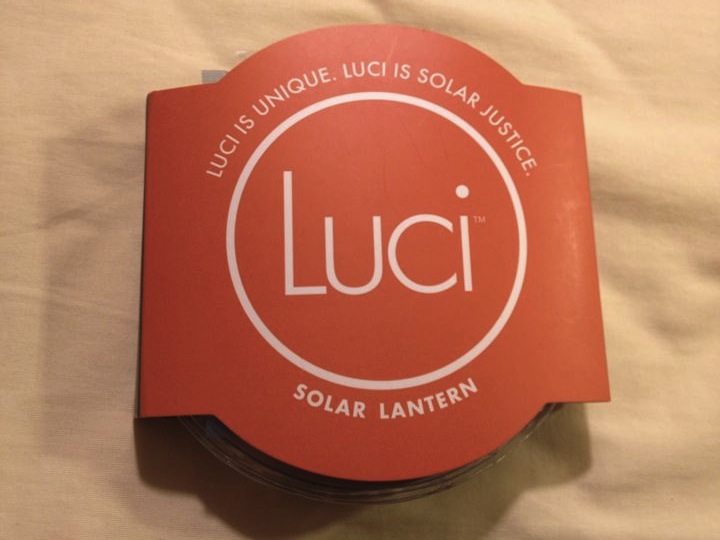 LUCI IS UNIQUE. LUCI IS SOLAR JUSTICE.
Luci™
SOLAR LANTERN